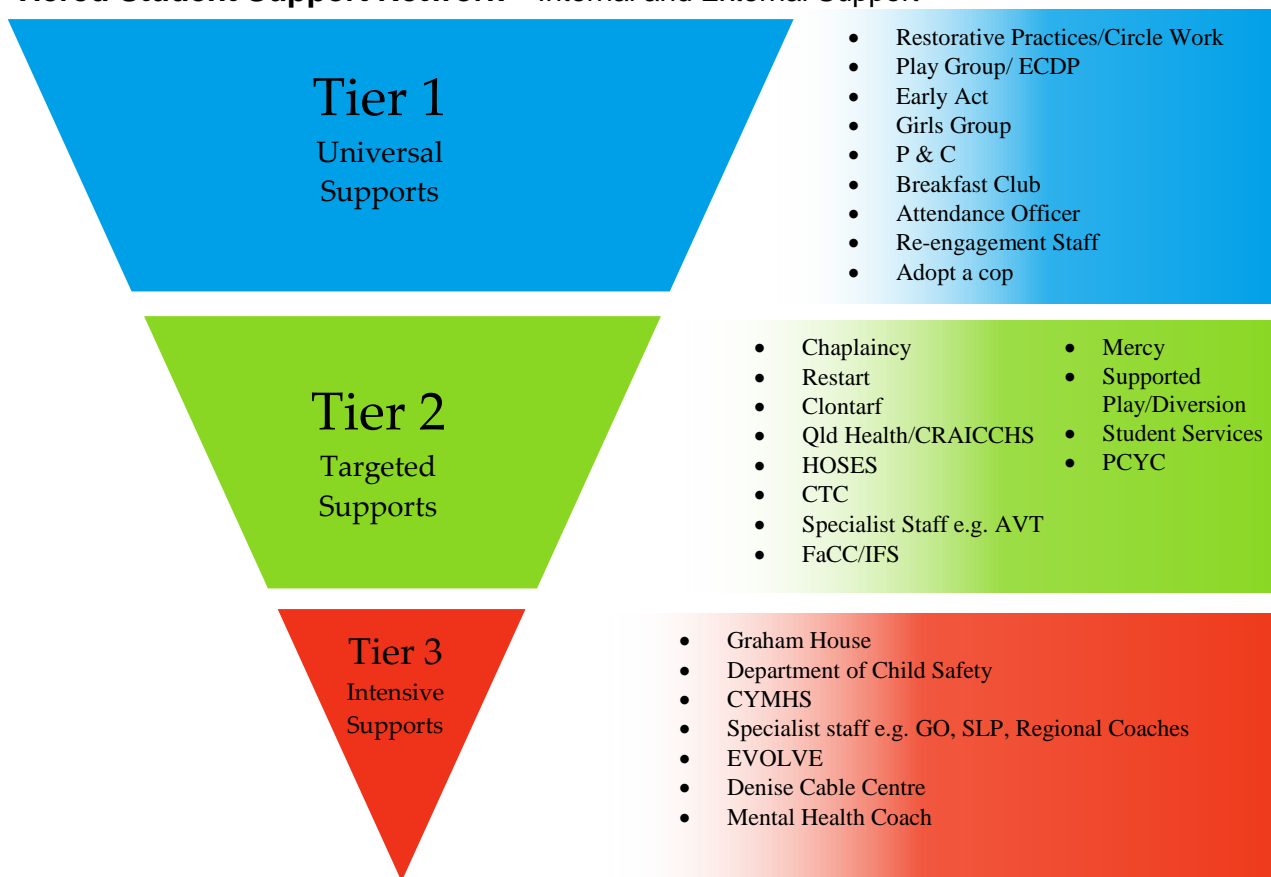 Tiered Student Support Network – Internal and External Support
Tier 1
Universal
Supports
• Restorative Practices/Circle Work
• Play Group/ ECDP
• Early Act
• Girls Group
• P & C
• Breakfast Club
• Attendance Officer
• Re-engagement Staff
• Adopt a cop
Tier 2
Targeted
Supports
• Chaplaincy
• Restart
• Clontarf
• Qld Health/CRAICCHS
• HOSES
• CTC
• Specialist Staff e.g. AVT
• FaCC/IFS
• Mercy
• Supported
Play/Diversion
• Student Services
• PCYC
Tier 3
Intensive
Supports
• Graham House
• Department of Child Safety
• CYMHS
• Specialist staff e.g. GO, SLP, Regional Coaches
• EVOLVE
• Denise Cable Centre
• Mental Health Coach